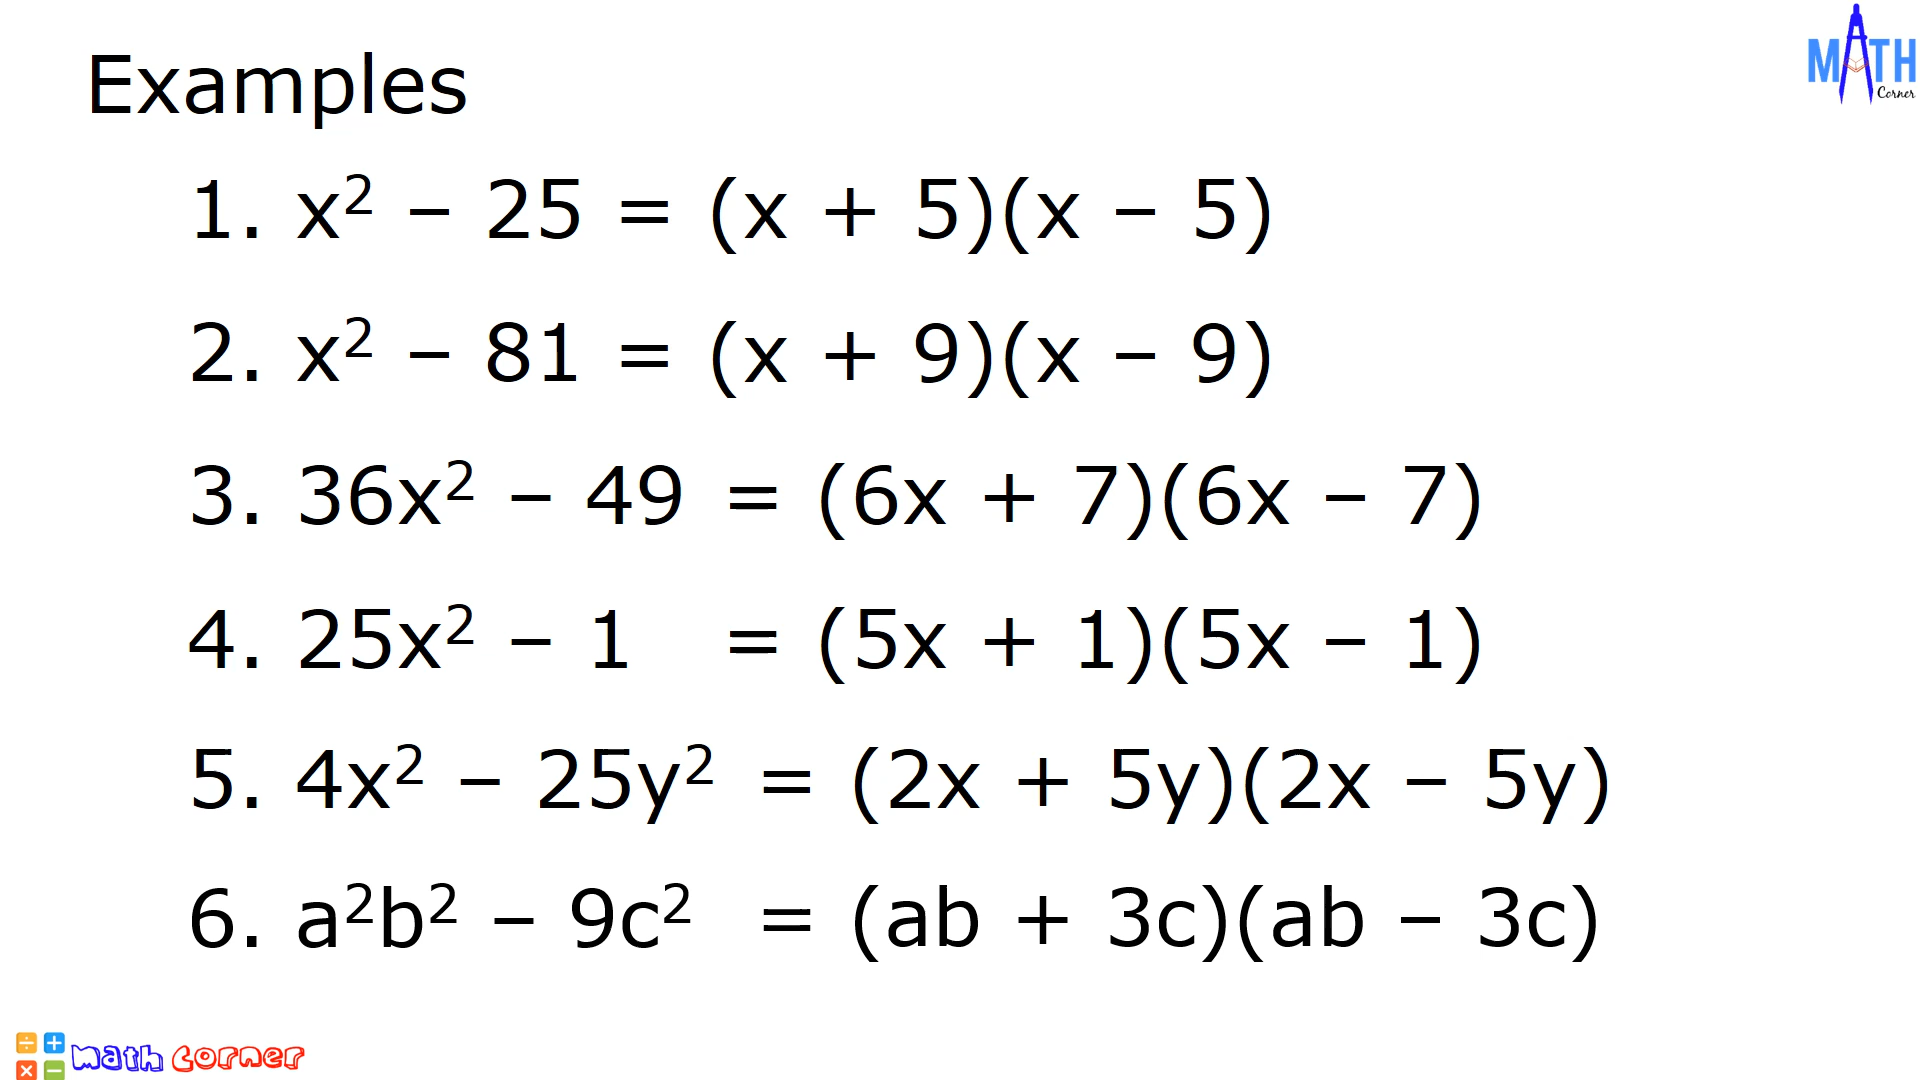 MATH
Corner
Examples
1. x² – 25 = (x + 5)(x – 5)
2. x² – 81 = (x + 9)(x – 9)
3. 36x² – 49 = (6x + 7)(6x – 7)
4. 25x² – 1 = (5x + 1)(5x – 1)
5. 4x² – 25y² = (2x + 5y)(2x – 5y)
6. a²b² – 9c² = (ab + 3c)(ab – 3c)
math corner